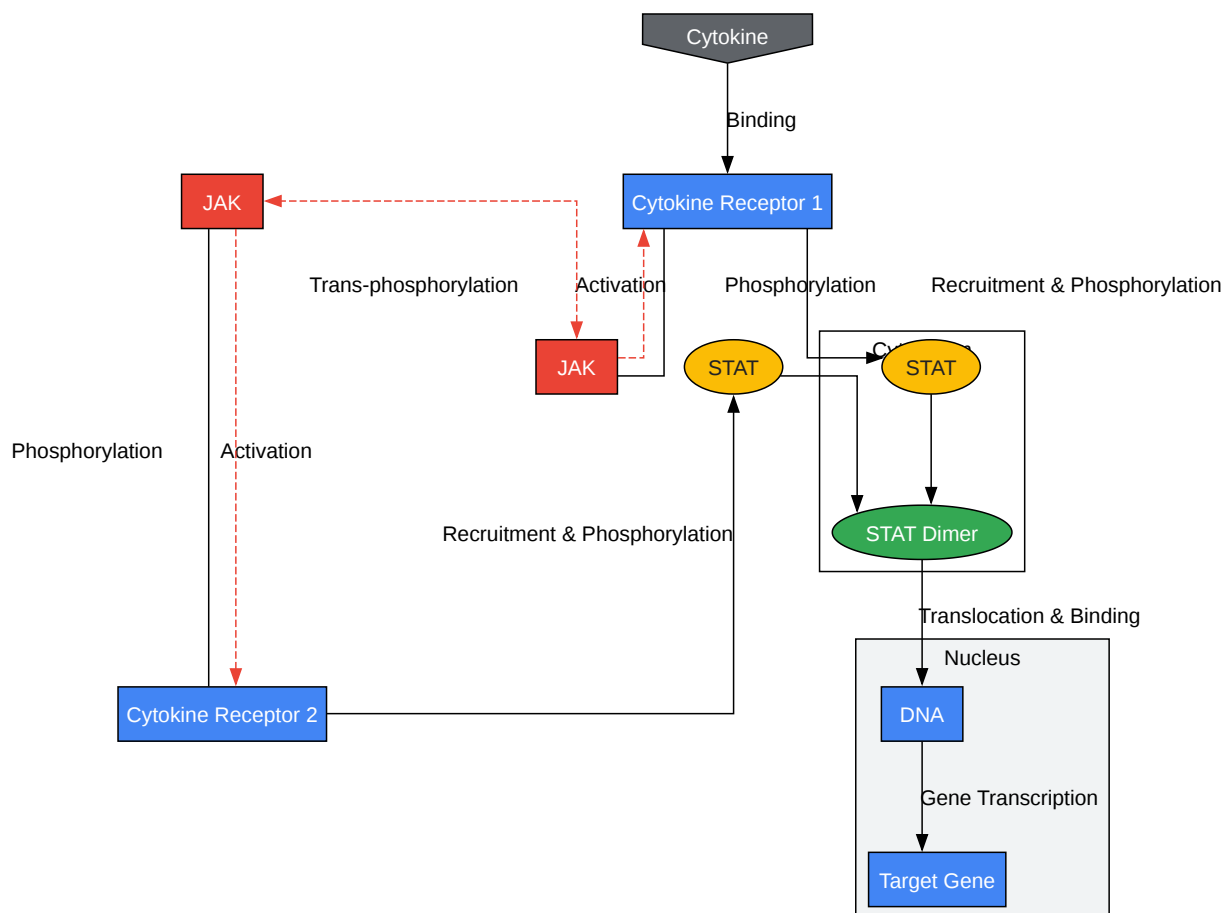 Cytokine
Binding
JAK
Cytokine Receptor 1
Trans-phosphorylation
Activation
Phosphorylation
Recruitment & Phosphorylation
JAK
STAT
STAT
Phosphorylation
Activation
Recruitment & Phosphorylation
STAT Dimer
Translocation & Binding
Nucleus
Cytokine Receptor 2
DNA
Gene Transcription
Target Gene